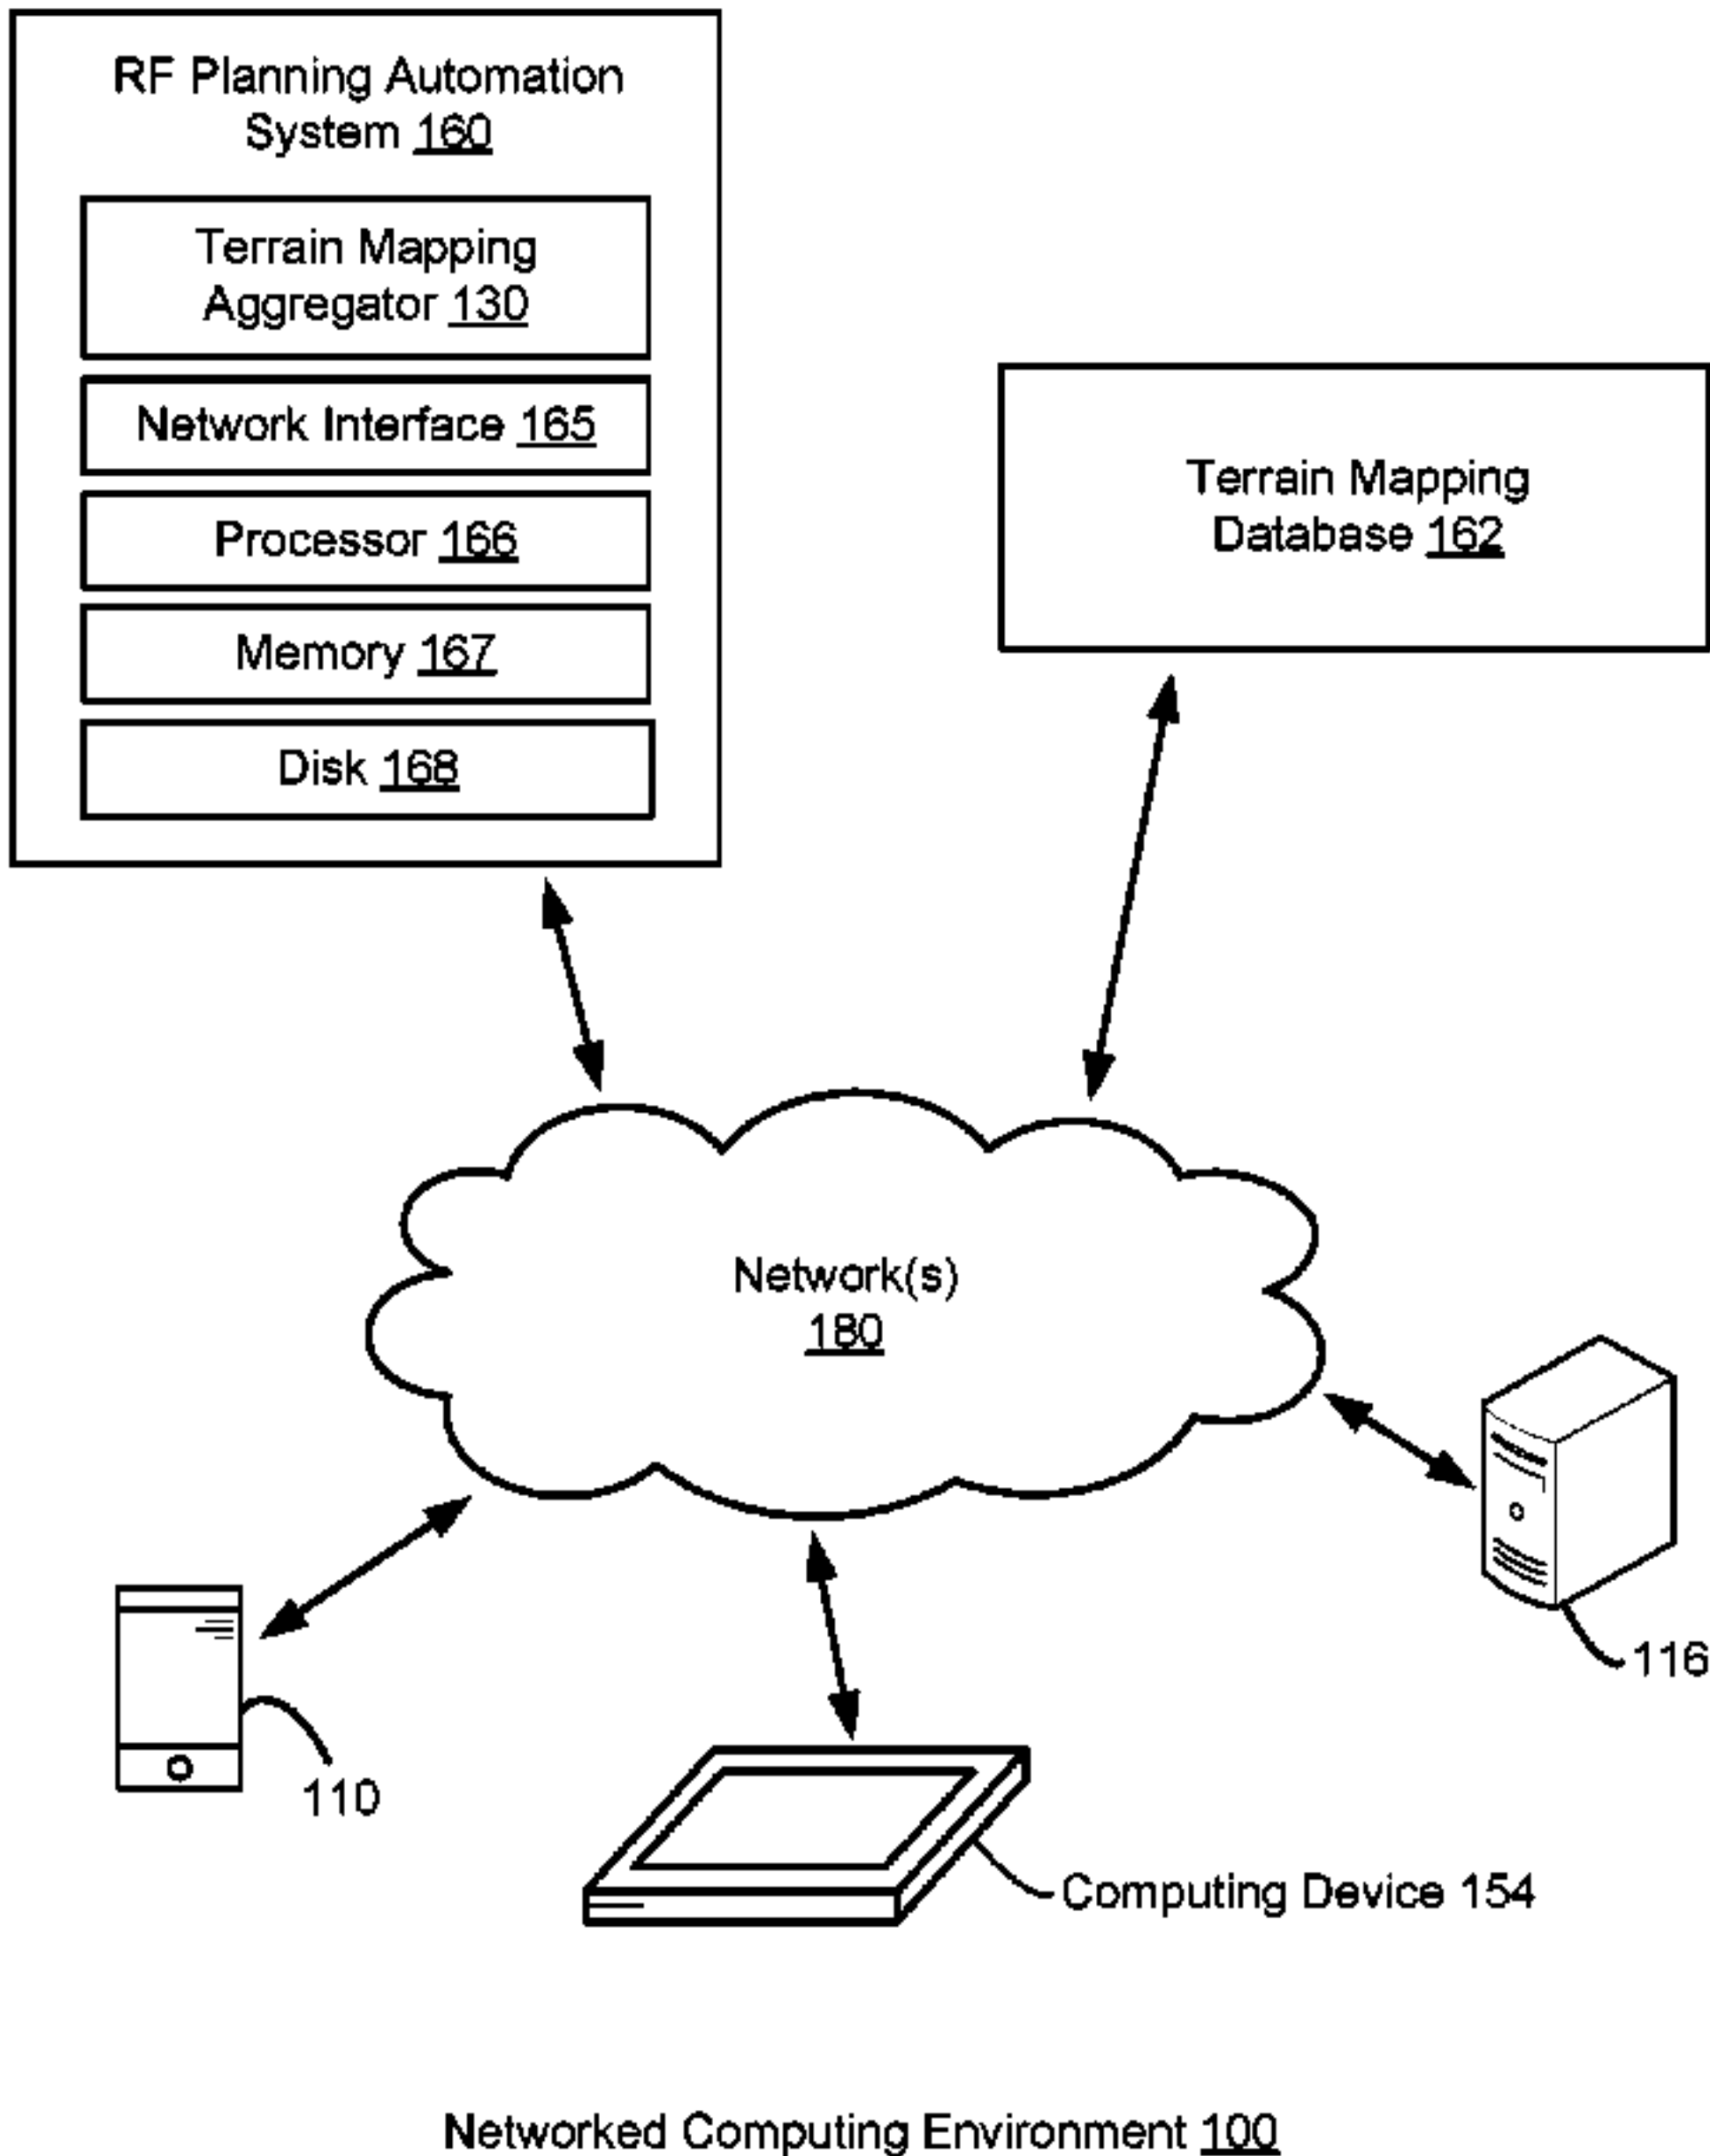 RF Planning Automation
System 160
Terrain Mapping
Aggregator 130
Network Interface 165
Processor 166
Memory 167
Disk 168
Terrain Mapping
Database 162
Network(s)
180
116
110
Computing Device 154
Networked Computing Environment 100